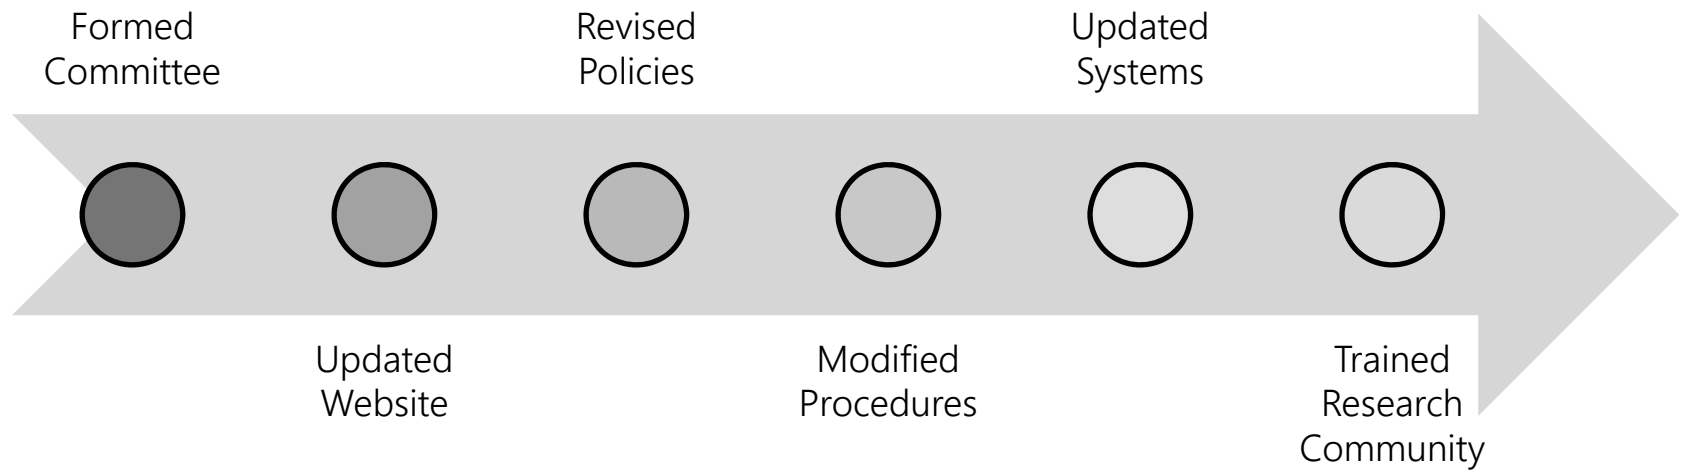 Formed
Committee
Updated
Website
Revised
Policies
Modified
Procedures
Updated
Systems
Trained
Research
Community